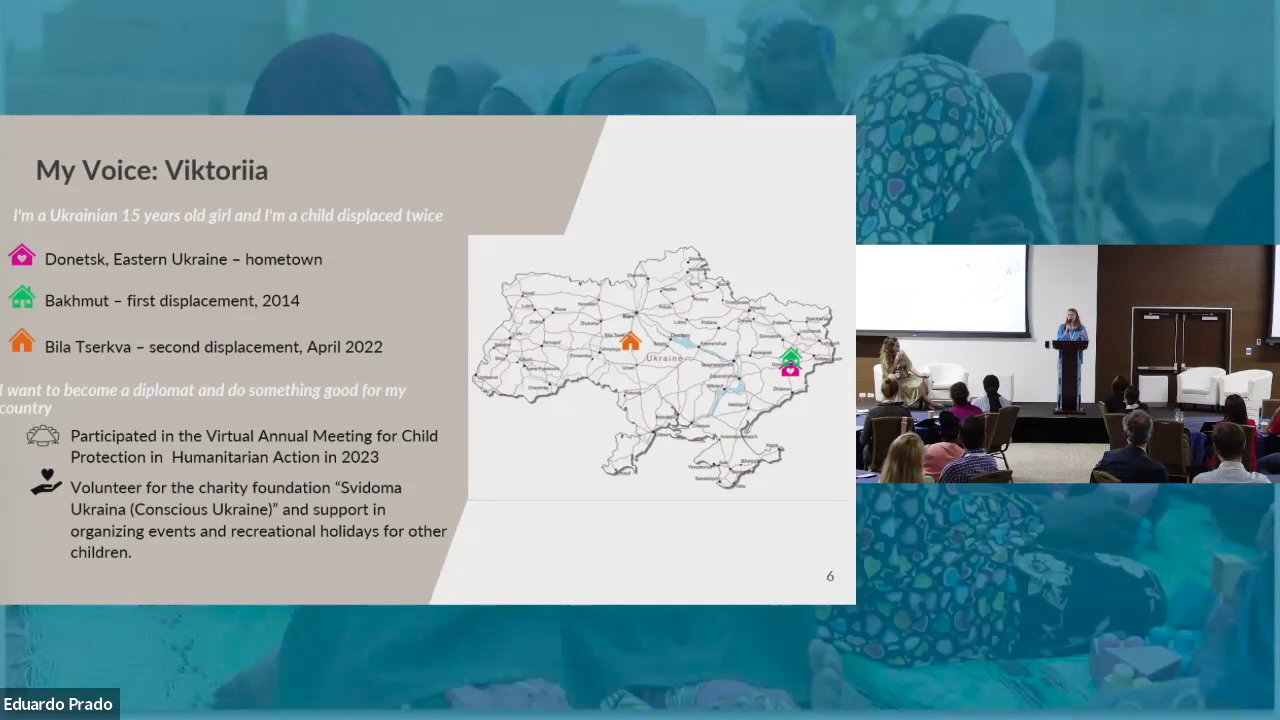 My Voice: Viktoriia
I'm a Ukrainian 15 years old girl and I'm a child displaced twice
Donetsk, Eastern Ukraine – hometown
Bakhmut – first displacement, 2014
Bila Tserkva – second displacement, April 2022
I want to become a diplomat and do something good for my
country
Participated in the Virtual Annual Meeting for Child
Protection in Humanitarian Action in 2023
Volunteer for the charity foundation “Svidoma
Ukraina (Conscious Ukraine)” and support in
organizing events and recreational holidays for other
children.
Ukraine
6
Eduardo Prado